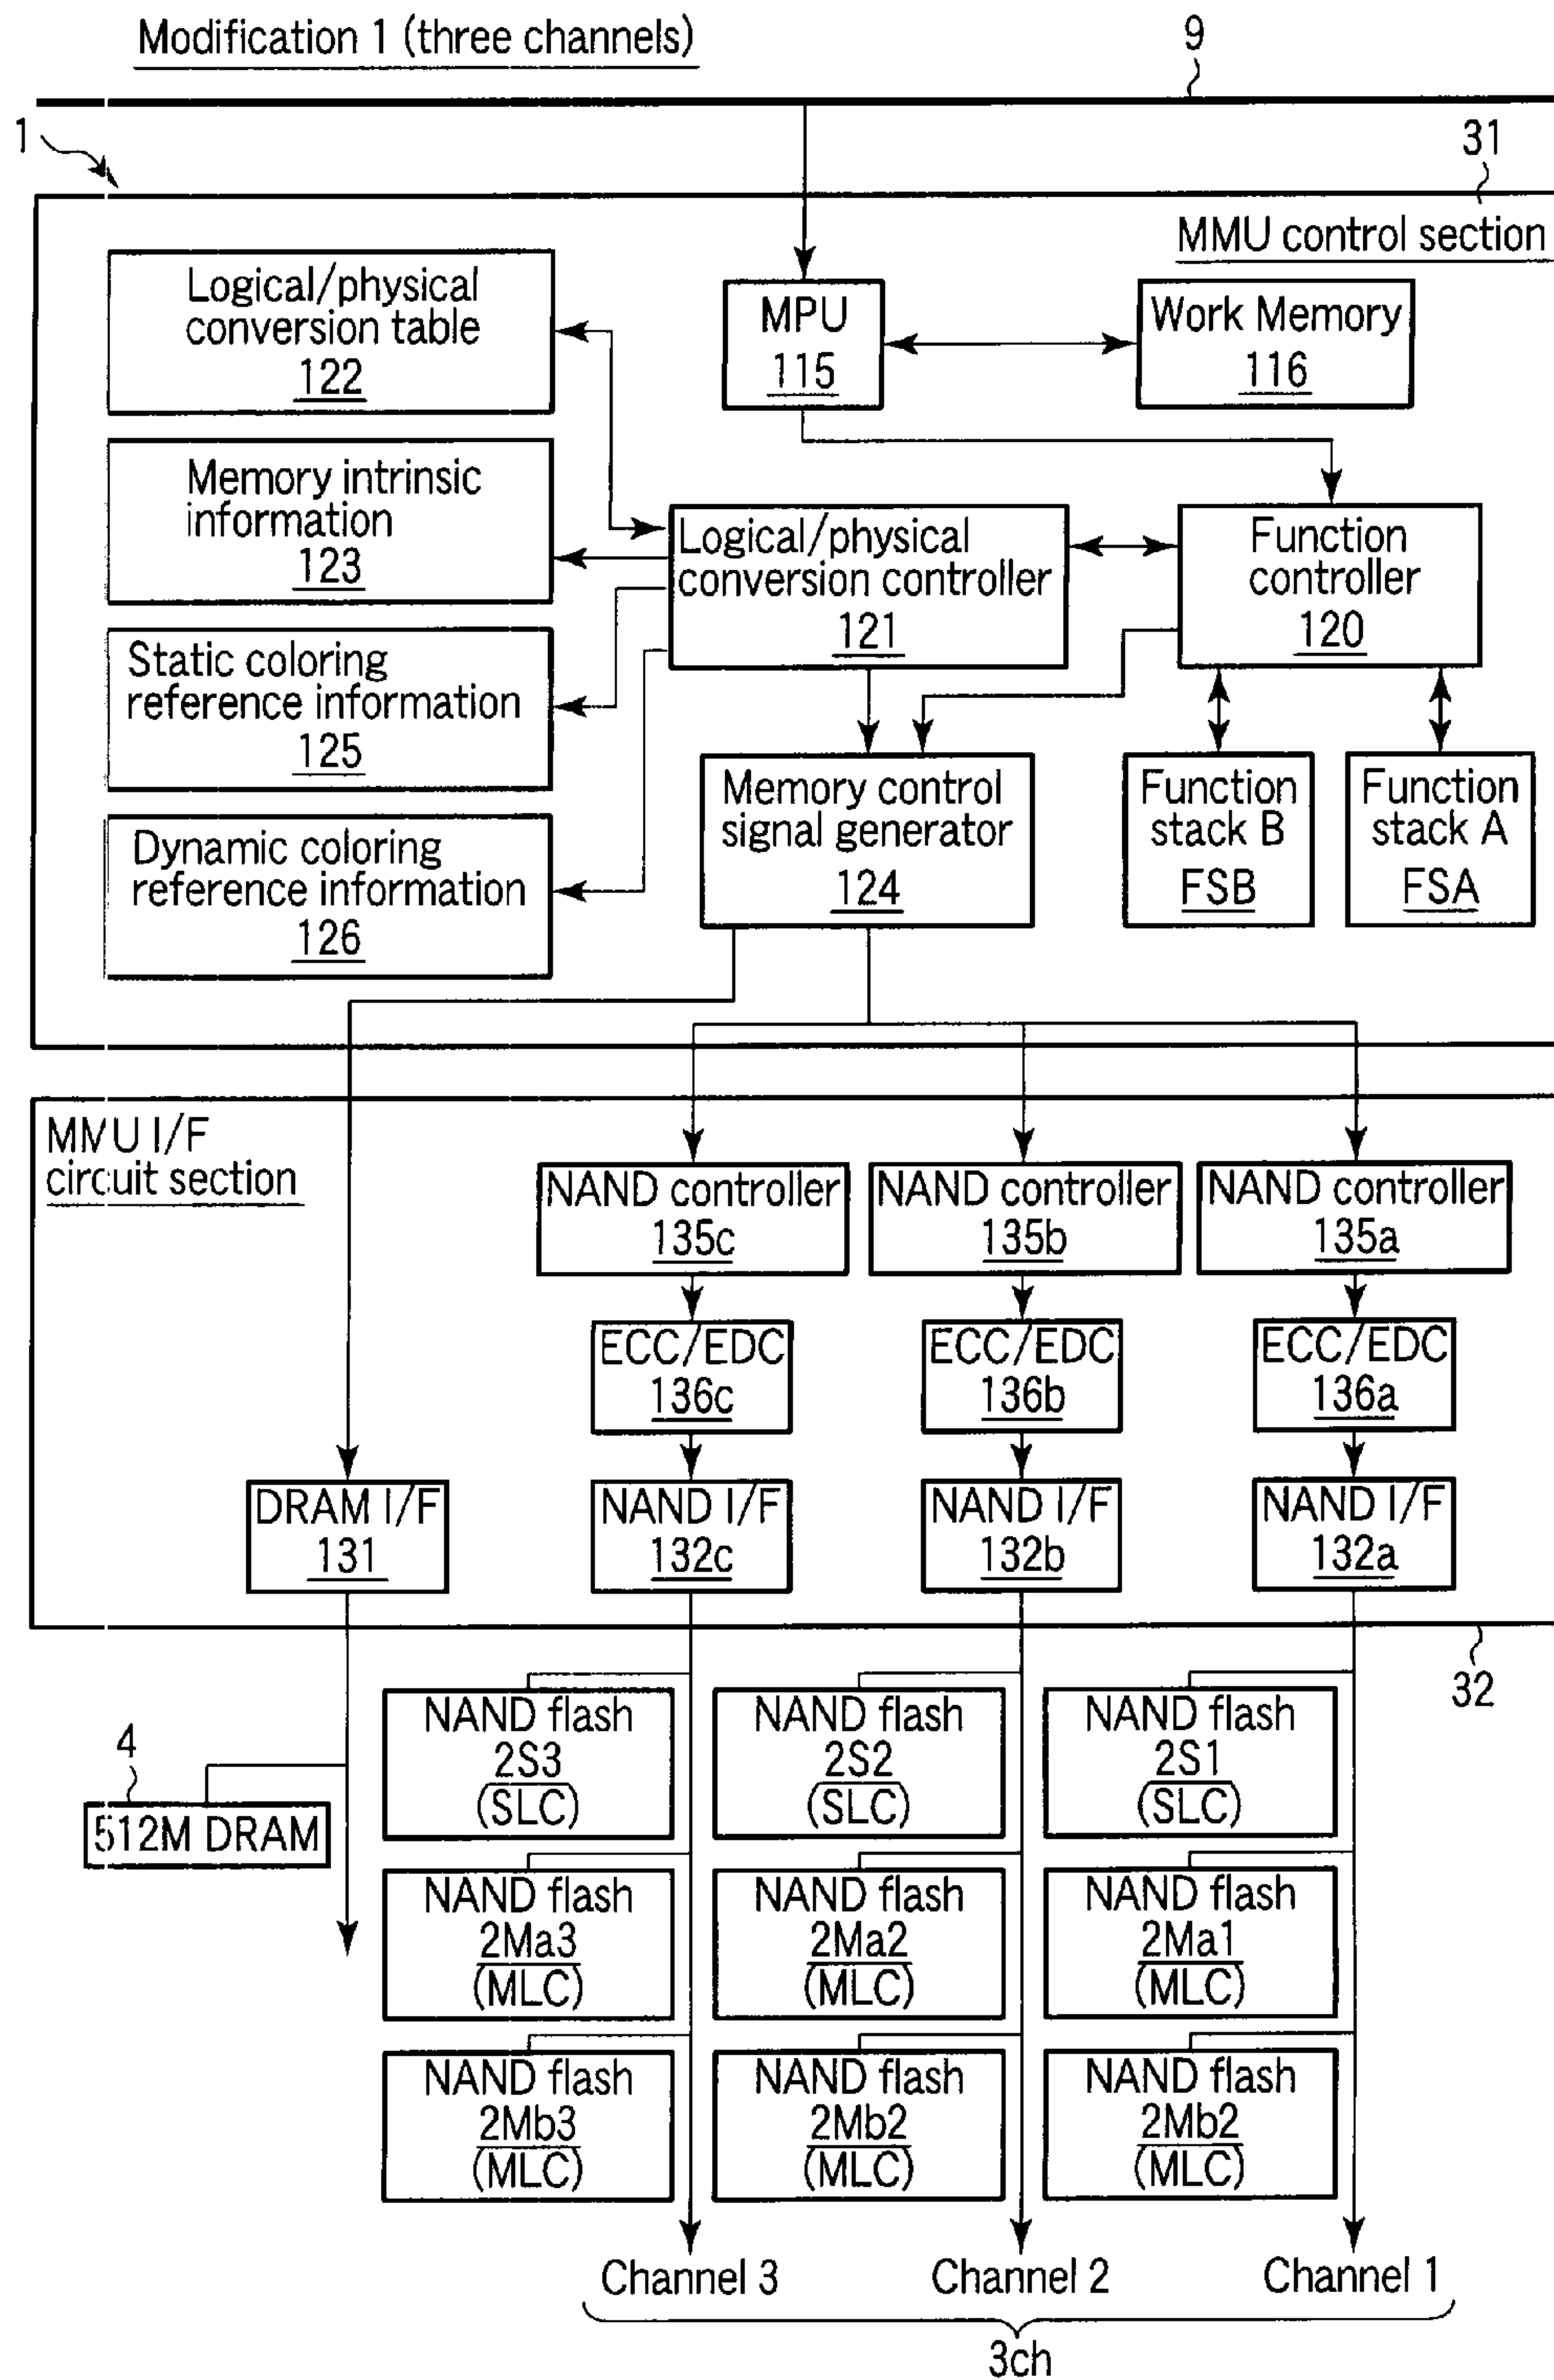 Modification 1 (three channels)
9
1
31
MMU control section
Logical/physical
conversion table
122
MPU
115
Work Memory
116
Memory intrinsic
information
123
Logical/physical
conversion controller
121
Function
controller
120
Static coloring
reference information
125
Memory control
signal generator
124
Function
stack B
FSB
Function
stack A
FSA
Dynamic coloring
reference information
126
MMU I/F
circuit section
NAND controller
135c
NAND controller
135b
NAND controller
135a
ECC/EDC
136c
ECC/EDC
136b
ECC/EDC
136a
DRAM I/F
131
NAND I/F
132c
NAND I/F
132b
NAND I/F
132a
32
4
512M DRAM
NAND flash
2S3
(SLC)
NAND flash
2S2
(SLC)
NAND flash
2S1
(SLC)
NAND flash
2Ma3
(MLC)
NAND flash
2Ma2
(MLC)
NAND flash
2Ma1
(MLC)
NAND flash
2Mb3
(MLC)
NAND flash
2Mb2
(MLC)
NAND flash
2Mb2
(MLC)
Channel 3
Channel 2
Channel 1
3ch